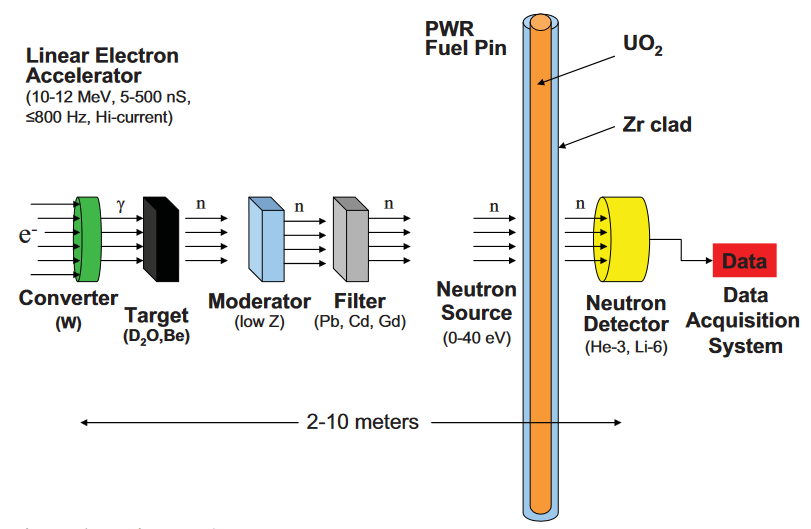 PWR
Fuel Pin
UO₂
Linear Electron
Accelerator
(10-12 MeV, 5-500 nS,
≤800 Hz, Hi-current)
Zr clad
e⁻
γ
n
n
n
n
n
Data
Converter
(W)
Target
(D₂O,Be)
Moderator
(low Z)
Filter
(Pb, Cd, Gd)
Neutron
Source
(0-40 eV)
Neutron
Detector
(He-3, Li-6)
Data
Acquisition
System
2-10 meters